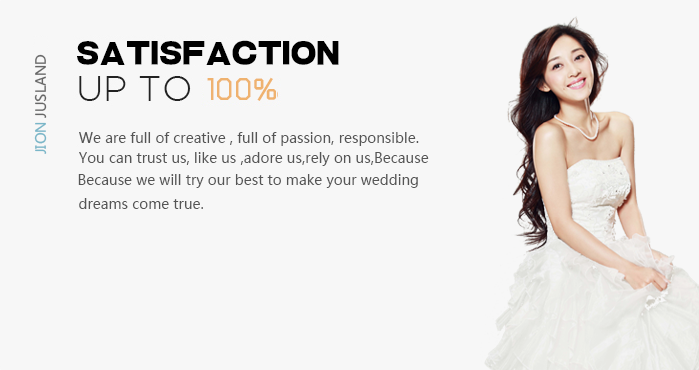 JION JUSLAND
SATISFACTION
UP TO 100%
We are full of creative , full of passion, responsible.
You can trust us, like us ,adore us,rely on us,Because
Because we will try our best to make your wedding
dreams come true.